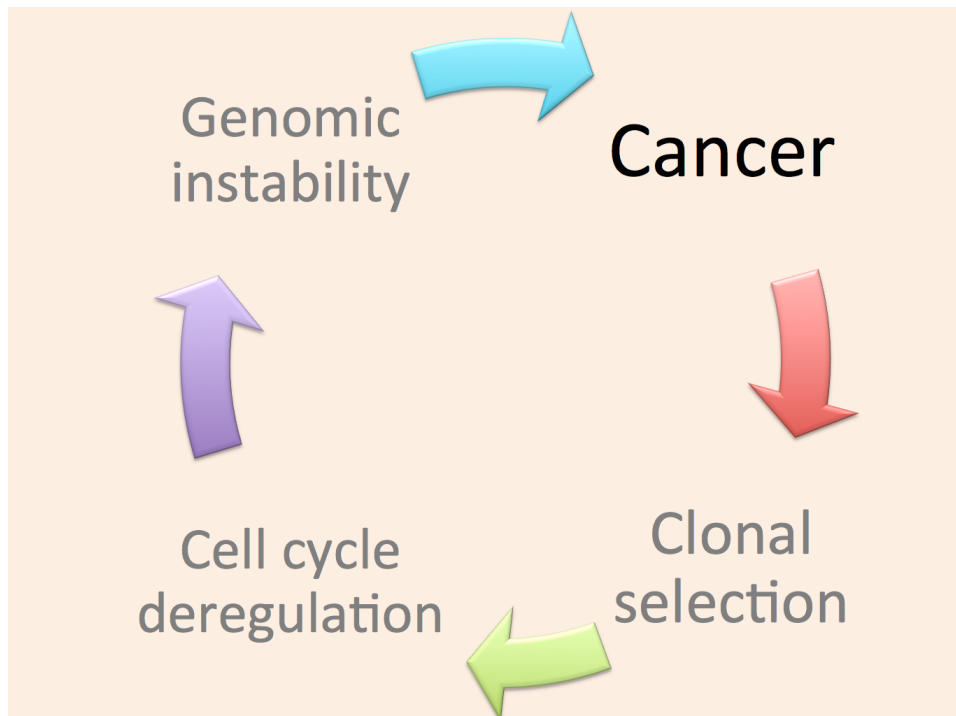 Genomic
instability
Cancer
Cell cycle
deregulation
Clonal
selection